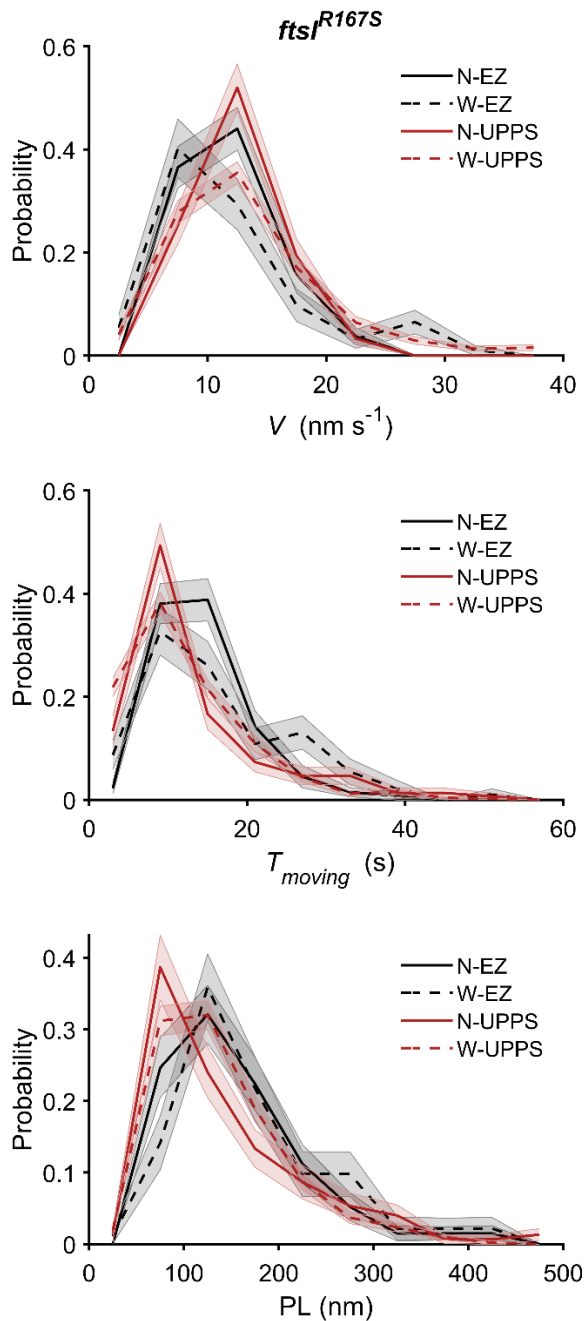 ftsI^R167S
0.6
N-EZ
W-EZ
N-UPPS
W-UPPS
0.4
0.2
0
Probability
0 10 20 30 40
V (nm s⁻¹)
0.6
N-EZ
W-EZ
N-UPPS
W-UPPS
0.4
0.2
0
Probability
0 20 40 60
T_moving (s)
0.4
N-EZ
W-EZ
N-UPPS
W-UPPS
0.3
0.2
0.1
0
Probability
0 100 200 300 400 500
PL (nm)